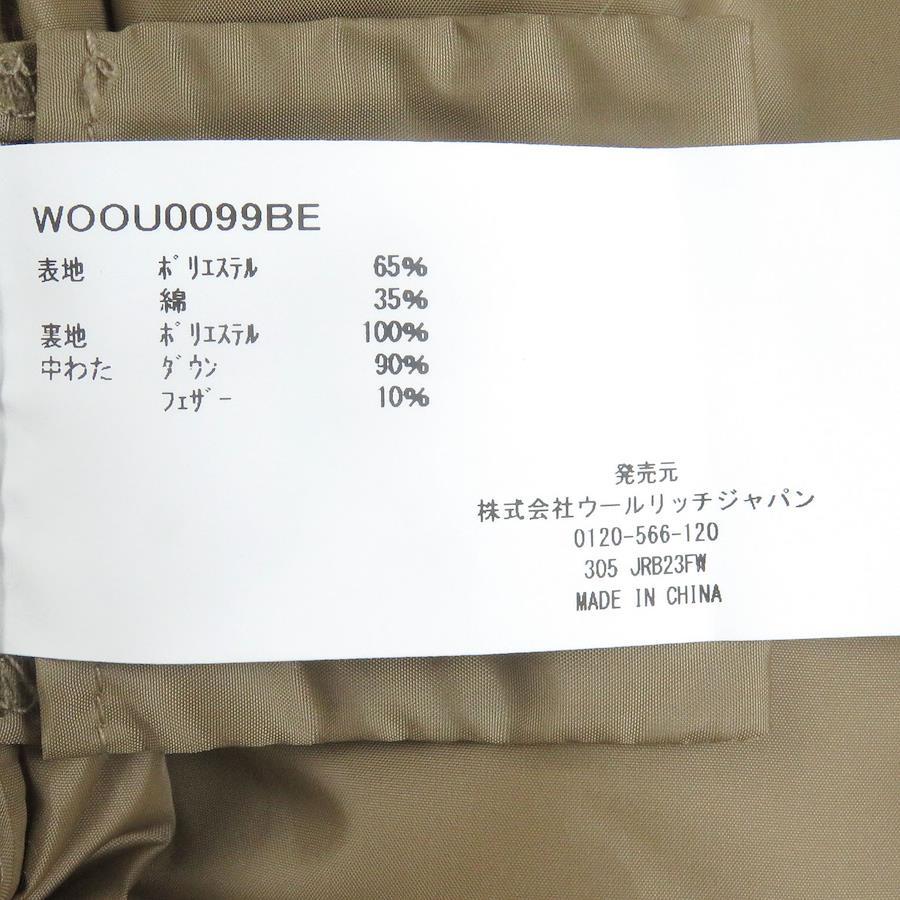 WOOU0099BE
表地 ポリエステル 65%
綿 35%
裏地 ポリエステル 100%
中わた ダウン 90%
フェザー 10%
発売元
株式会社ウールリッチジャパン
0120-566-120
305 JRB23FW
MADE IN CHINA